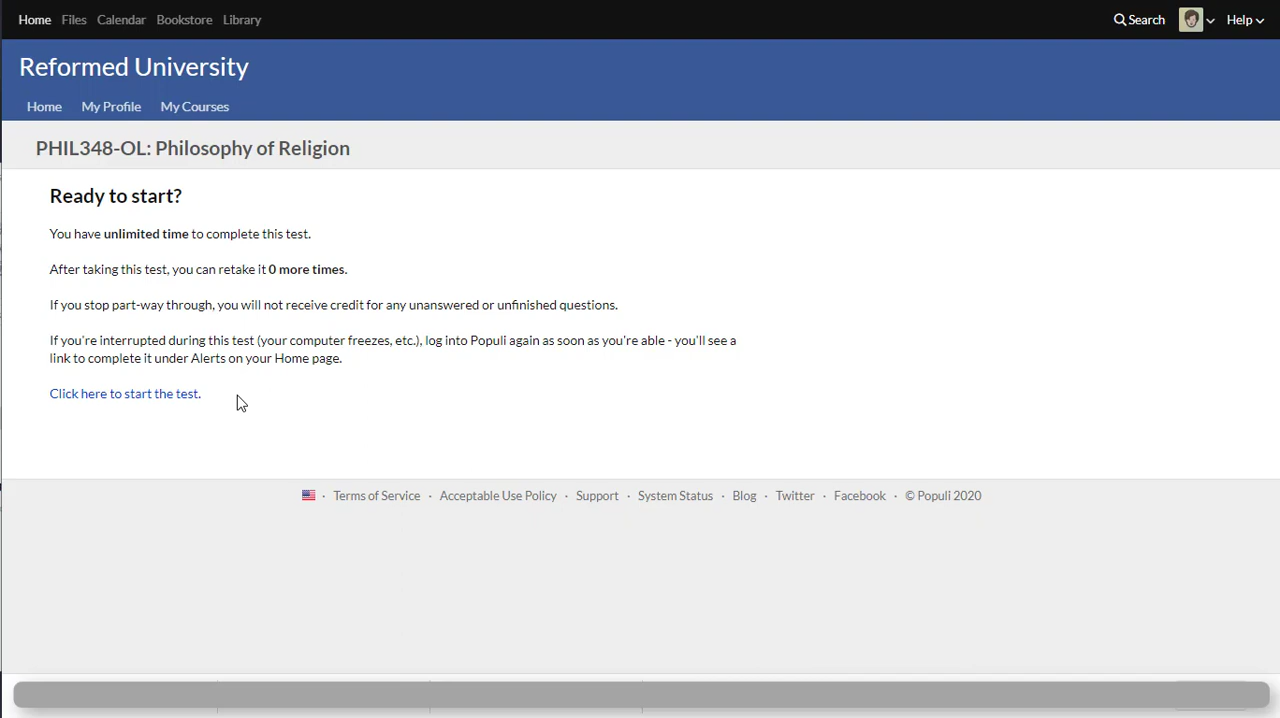 Home Files Calendar Bookstore Library Search Help
Reformed University
Home My Profile My Courses
PHIL348-OL: Philosophy of Religion
Ready to start?
You have unlimited time to complete this test.
After taking this test, you can retake it 0 more times.
If you stop part-way through, you will not receive credit for any unanswered or unfinished questions.
If you're interrupted during this test (your computer freezes, etc.), log into Populi again as soon as you're able - you'll see a
link to complete it under Alerts on your Home page.
Click here to start the test.
· Terms of Service · Acceptable Use Policy · Support · System Status · Blog · Twitter · Facebook · © Populi 2020